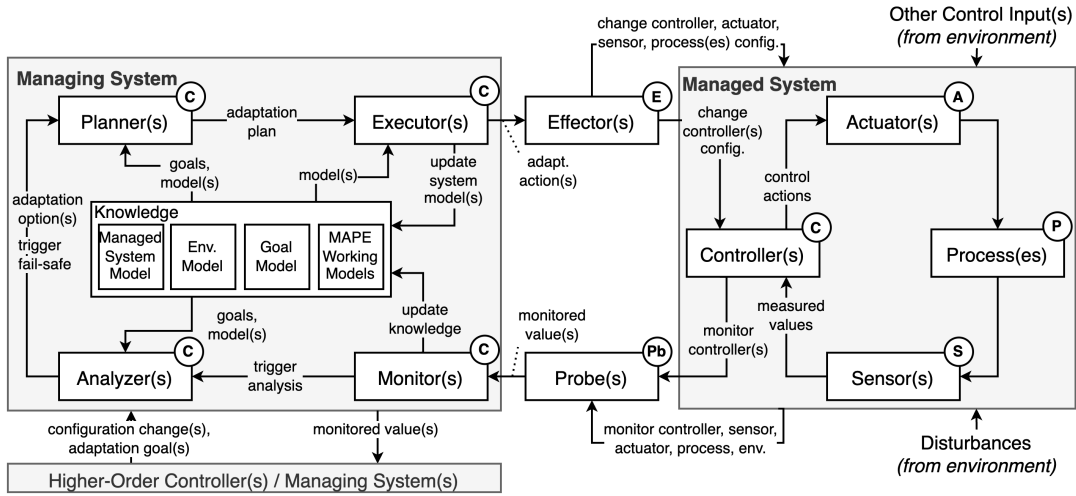 change controller, actuator,
sensor, process(es) config.
Other Control Input(s)
(from environment)
Managing System
C
Planner(s)
adaptation
plan
C
Executor(s)
E
Effector(s)
adapt.
action(s)
Managed System
change
controller(s)
config.
A
Actuator(s)
control
actions
goals,
model(s)
model(s)
update
system
model(s)
adaptation
option(s)
trigger
fail-safe
Knowledge
Managed
System
Model
Env.
Model
Goal
Model
MAPE
Working
Models
C
Controller(s)
P
Process(es)
goals,
model(s)
update
knowledge
monitored
value(s)
monitor
controller(s)
measured
values
C
Analyzer(s)
trigger
analysis
C
Monitor(s)
Pb
Probe(s)
S
Sensor(s)
configuration change(s),
adaptation goal(s)
monitored value(s)
monitor controller, sensor,
actuator, process, env.
Disturbances
(from environment)
Higher-Order Controller(s) / Managing System(s)